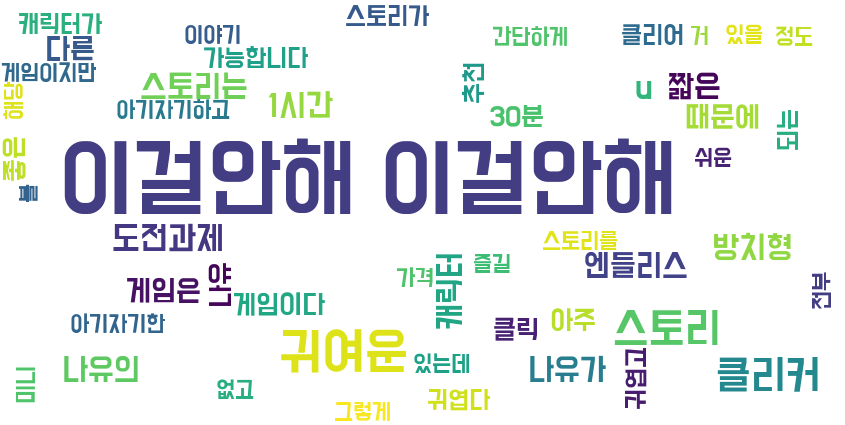 캐릭터가
스토리가
이야기
간단하게
클리어
거
있을
정도
다른
가능합니다
게임이지만
스토리는
추천
u
짧은
해당
아기자기하고
1시간
30분
때문에
되는
좋은
쉬운
볼
이걸안해 이걸안해
도전과제
스토리를
방치형
엔들리스
게임은
야니
가격
캐릭터
즐길
전부
게임이다
아기자기한
클릭
아주
스토리
귀여운
나유의
있는데
나유가
귀엽고
클리커
미니
없고
그렇게
귀엽다